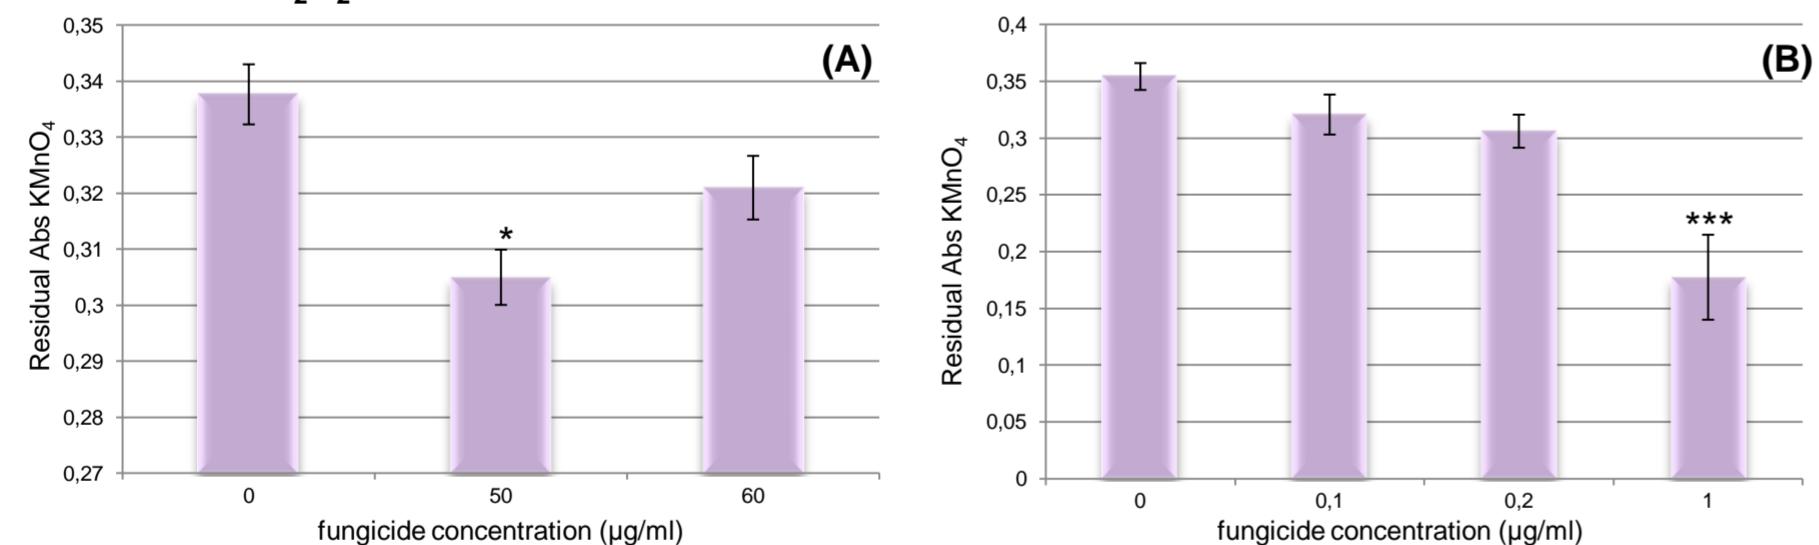 2 2
(A)
0,35
0,34
0,33
0,32
0,31
0,3
0,29
0,28
0,27
Residual Abs KMnO₄
*
0 50 60
fungicide concentration (µg/ml)
(B)
0,4
0,35
0,3
0,25
0,2
0,15
0,1
0,05
0
Residual Abs KMnO₄
***
0 0,1 0,2 1
fungicide concentration (µg/ml)